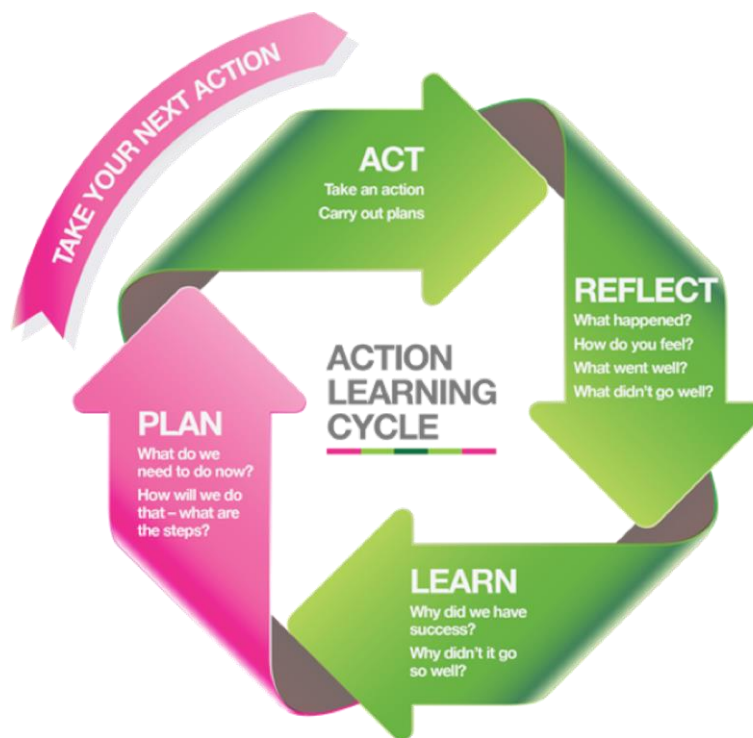 TAKE YOUR NEXT ACTION
ACT
Take an action
Carry out plans
REFLECT
What happened?
How do you feel?
What went well?
What didn't go well?
ACTION
LEARNING
CYCLE
PLAN
What do we
need to do now?
How will we do
that – what are
the steps?
LEARN
Why did we have
success?
Why didn't it go
so well?